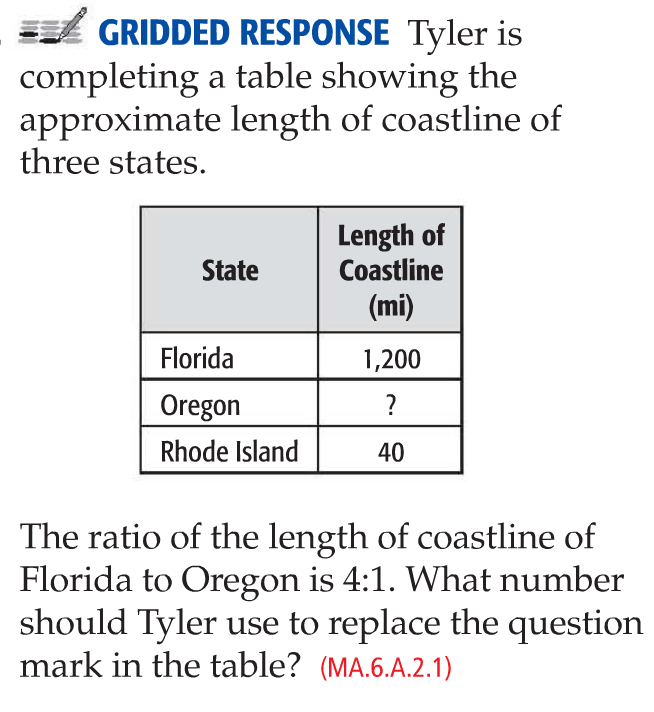 GRIDDED RESPONSE Tyler is
completing a table showing the
approximate length of coastline of
three states.
State
Length of
Coastline
(mi)
Florida 1,200
Oregon ?
Rhode Island 40
The ratio of the length of coastline of
Florida to Oregon is 4:1. What number
should Tyler use to replace the question
mark in the table? (MA.6.A.2.1)